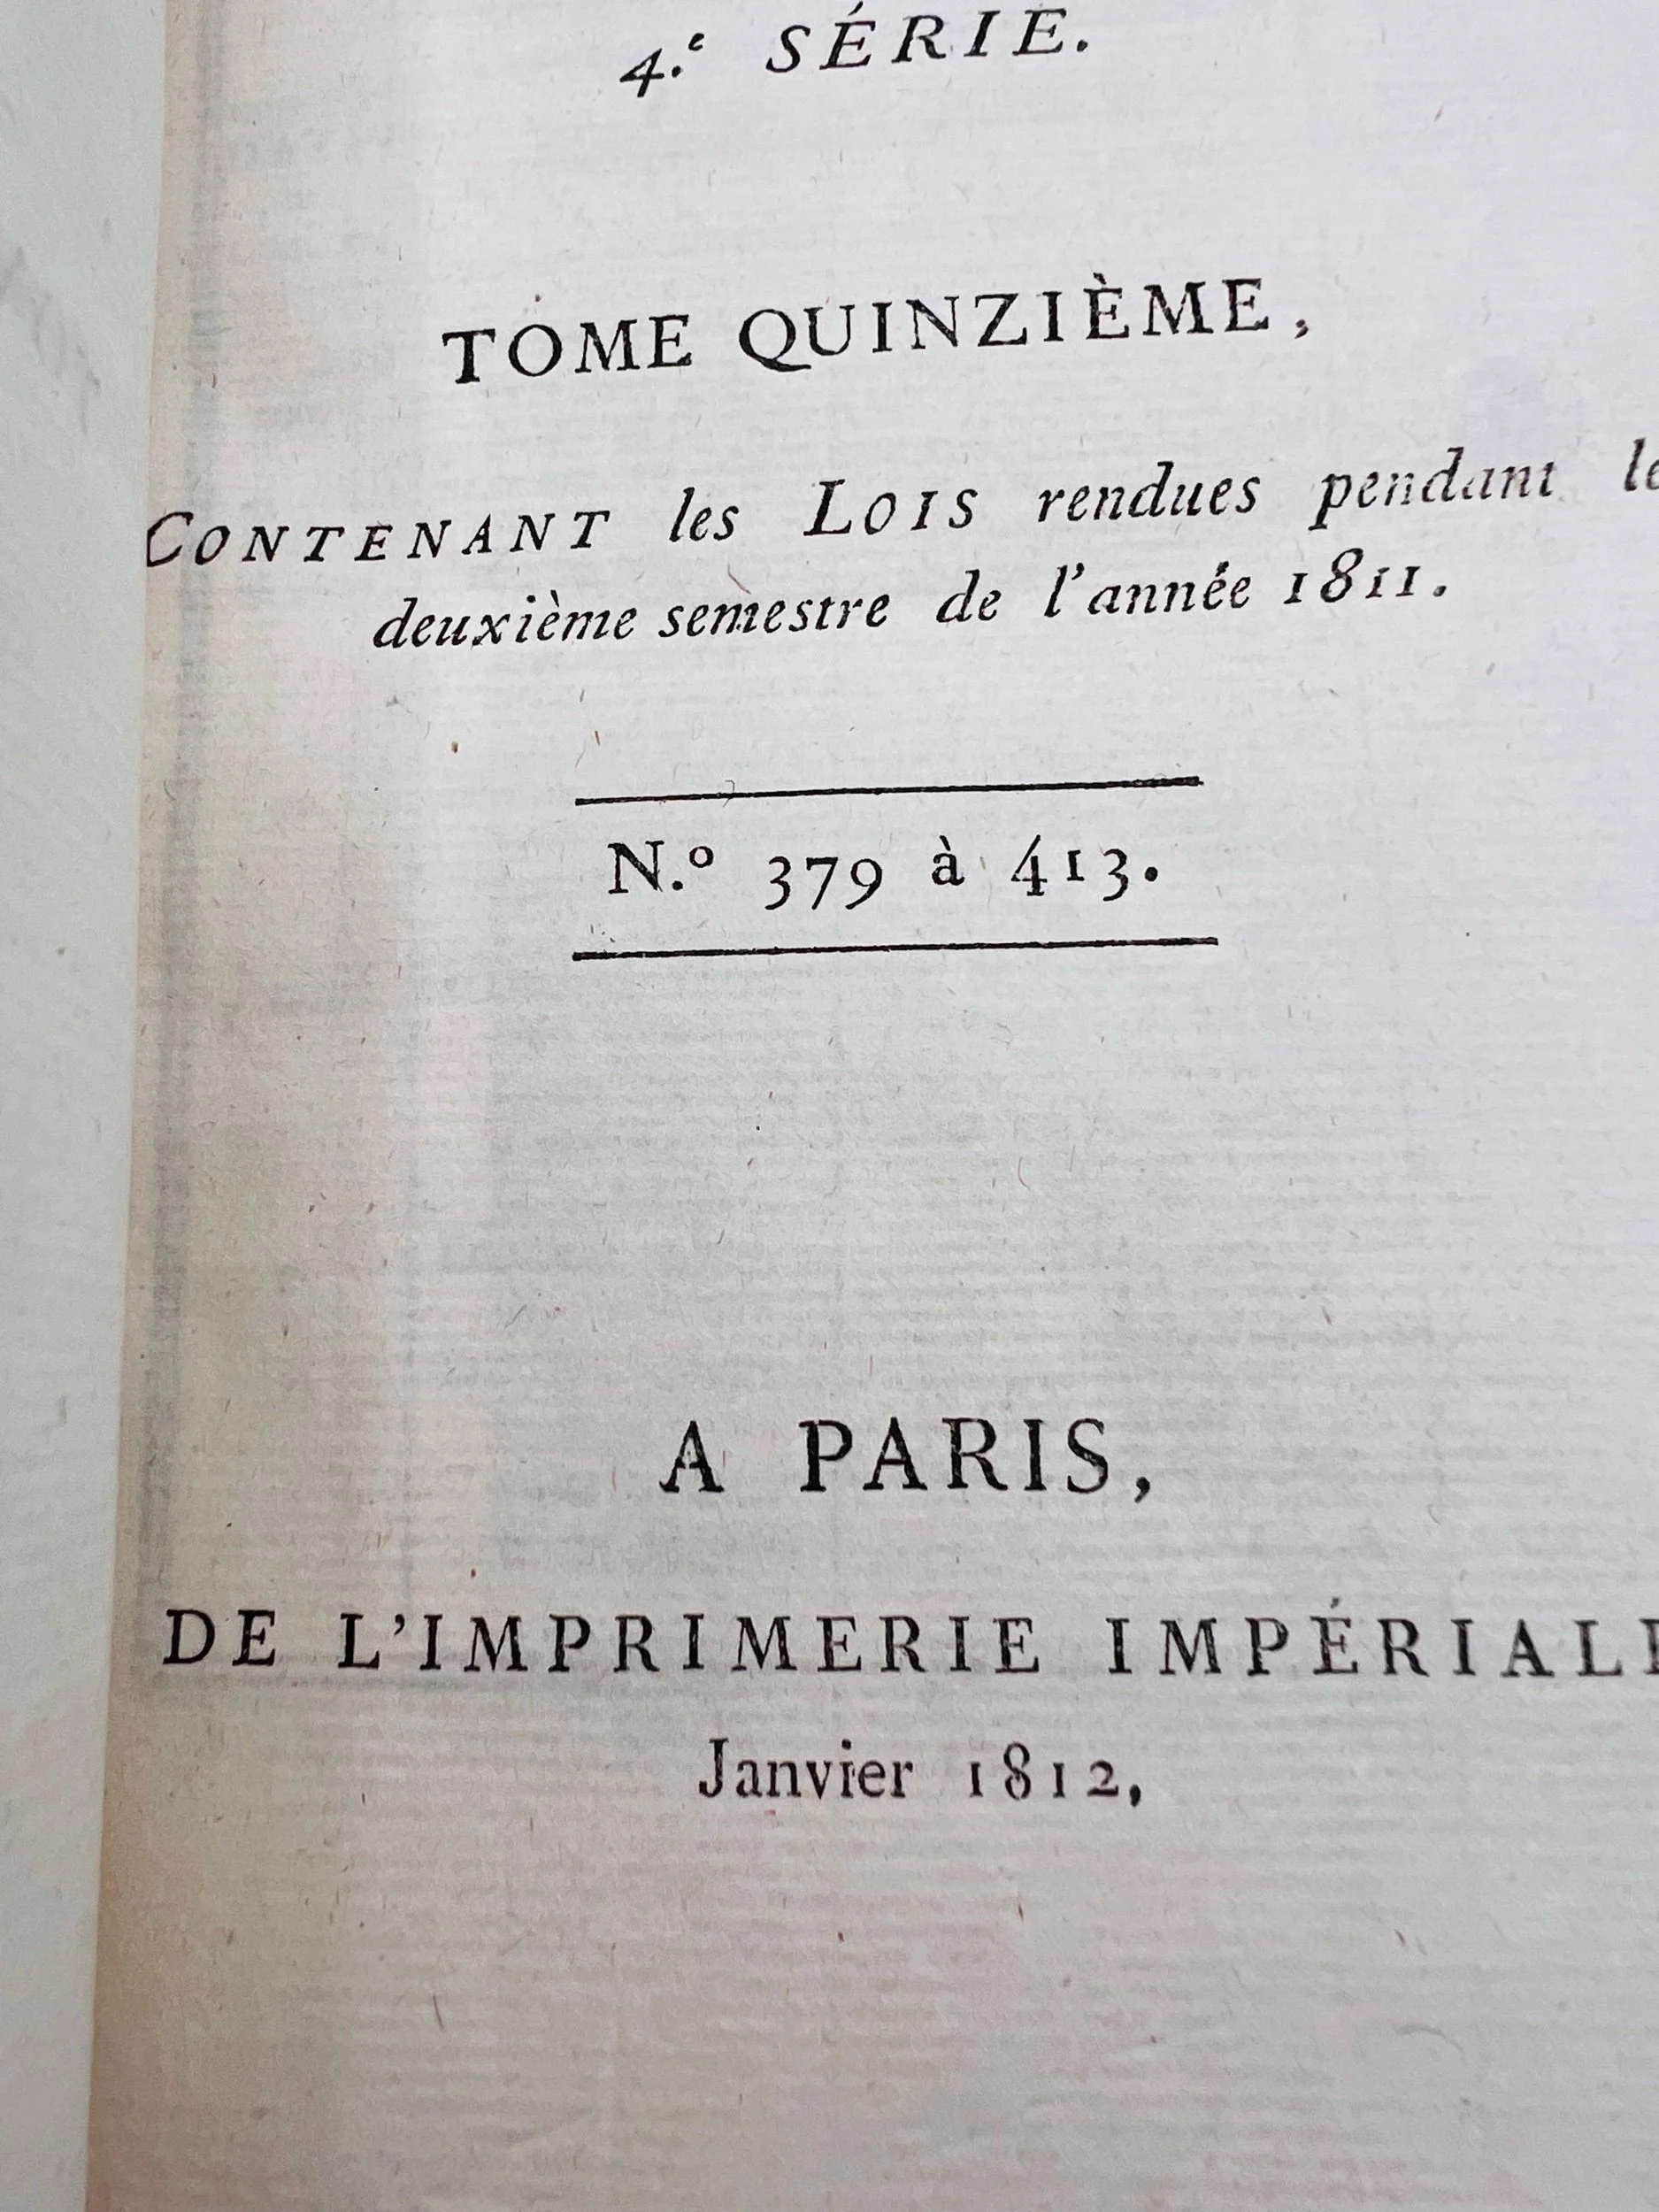 4.e SÉRIE.
TOME QUINZIÈME,
CONTENANT les LOIS rendues pendant le
deuxième semestre de l'année 1811.
N.o 379 à 413.
A PARIS,
DE L'IMPRIMERIE IMPÉRIALE
Janvier 1812,